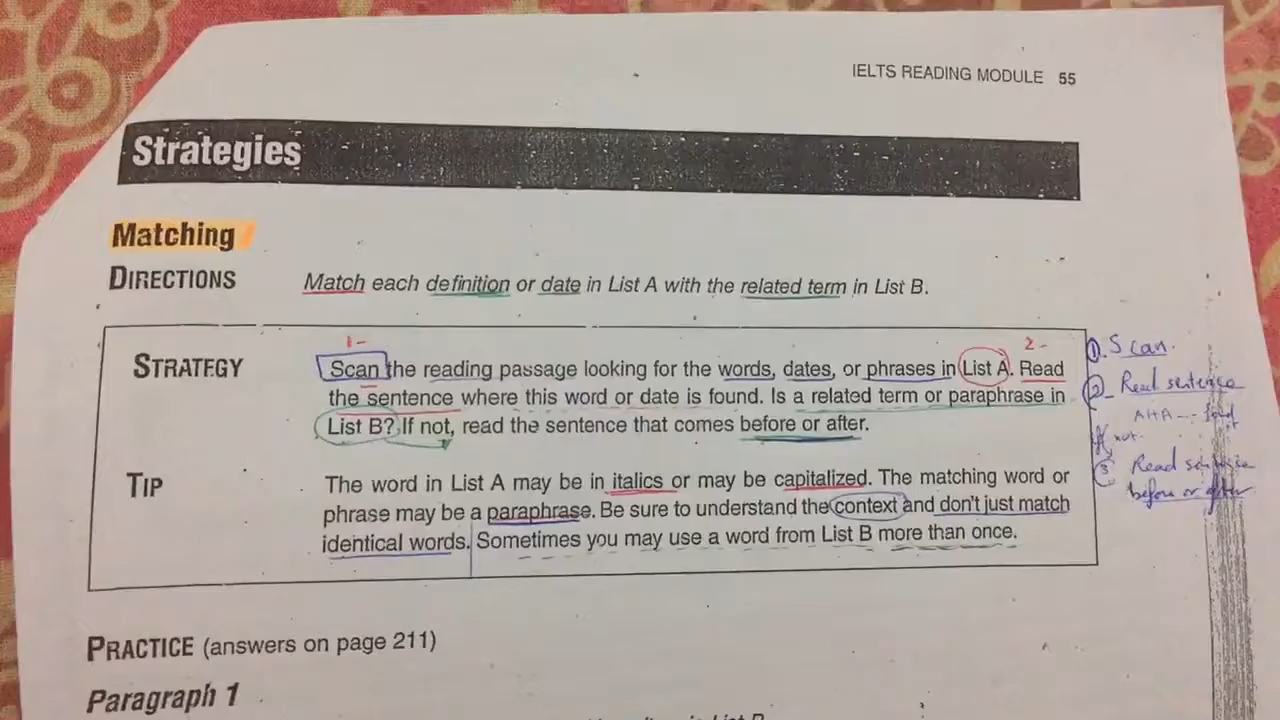 IELTS READING MODULE 55
Strategies
Matching
DIRECTIONS Match each definition or date in List A with the related term in List B.
1-
2-
STRATEGY Scan the reading passage looking for the words, dates, or phrases in List A. Read
the sentence where this word or date is found. Is a related term or paraphrase in
List B? If not, read the sentence that comes before or after.
TIP The word in List A may be in italics or may be capitalized. The matching word or
phrase may be a paraphrase. Be sure to understand the context and don't just match
identical words. Sometimes you may use a word from List B more than once.
1. Scan.
2 - Read sentence
If not.
3 Read sentence
before or after
PRACTICE (answers on page 211)
Paragraph 1
in List B